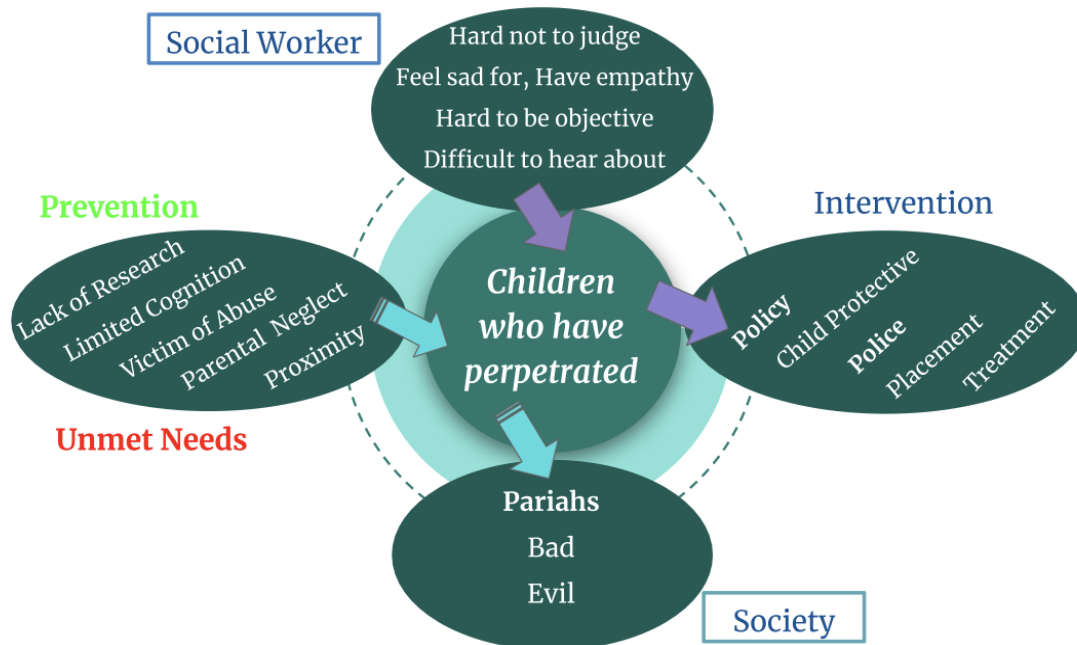 Social Worker
Hard not to judge
Feel sad for, Have empathy
Hard to be objective
Difficult to hear about
Prevention
Lack of Research
Limited Cognition
Victim of Abuse
Parental Neglect
Proximity
Unmet Needs
Children
who have
perpetrated
Intervention
Policy
Child Protective
Police
Placement
Treatment
Pariahs
Bad
Evil
Society